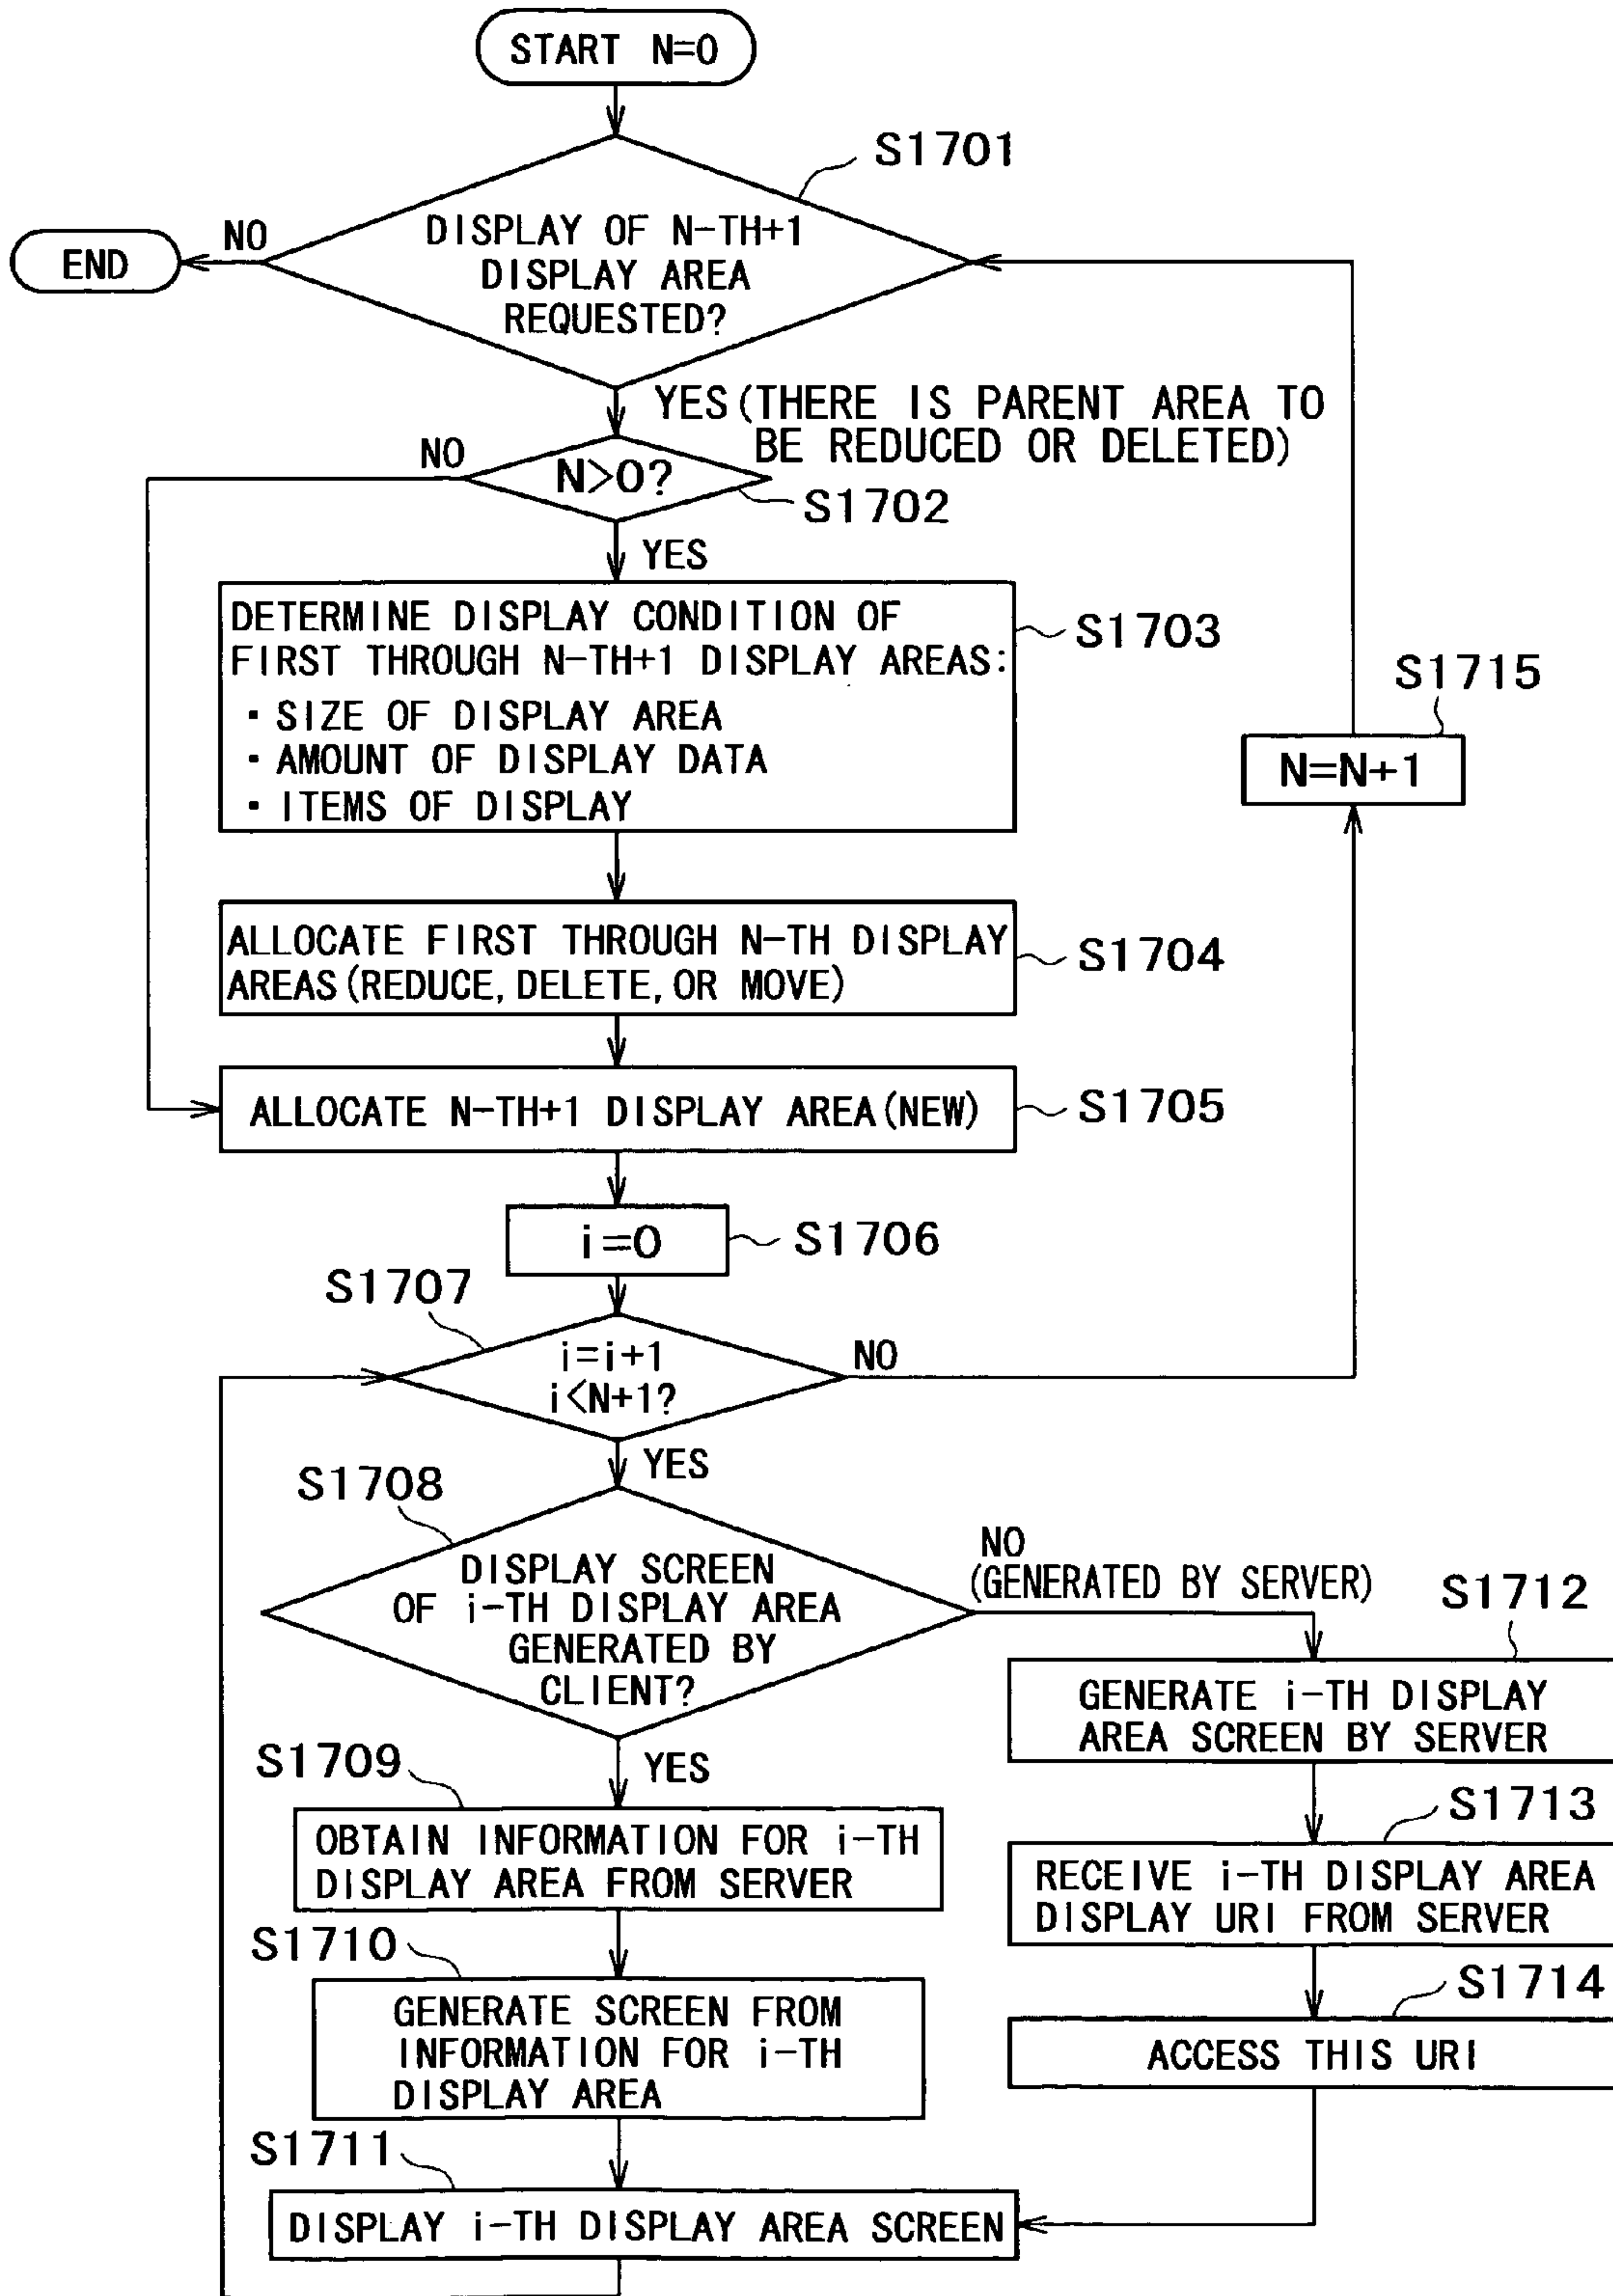 START N=0
S1701
DISPLAY OF N-TH+1
DISPLAY AREA
REQUESTED?
NO
END
YES(THERE IS PARENT AREA TO
BE REDUCED OR DELETED)
NO
N>0?
S1702
YES
DETERMINE DISPLAY CONDITION OF
FIRST THROUGH N-TH+1 DISPLAY AREAS:
・SIZE OF DISPLAY AREA
・AMOUNT OF DISPLAY DATA
・ITEMS OF DISPLAY
S1703
S1715
N=N+1
ALLOCATE FIRST THROUGH N-TH DISPLAY
AREAS(REDUCE, DELETE, OR MOVE)
S1704
ALLOCATE N-TH+1 DISPLAY AREA(NEW)
S1705
i=0
S1706
S1707
i=i+1
i<N+1?
NO
YES
S1708
DISPLAY SCREEN
OF i-TH DISPLAY AREA
GENERATED BY
CLIENT?
NO
(GENERATED BY SERVER)
S1712
GENERATE i-TH DISPLAY
AREA SCREEN BY SERVER
YES
S1709
OBTAIN INFORMATION FOR i-TH
DISPLAY AREA FROM SERVER
S1713
RECEIVE i-TH DISPLAY AREA
DISPLAY URI FROM SERVER
S1710
GENERATE SCREEN FROM
INFORMATION FOR i-TH
DISPLAY AREA
S1714
ACCESS THIS URI
S1711
DISPLAY i-TH DISPLAY AREA SCREEN